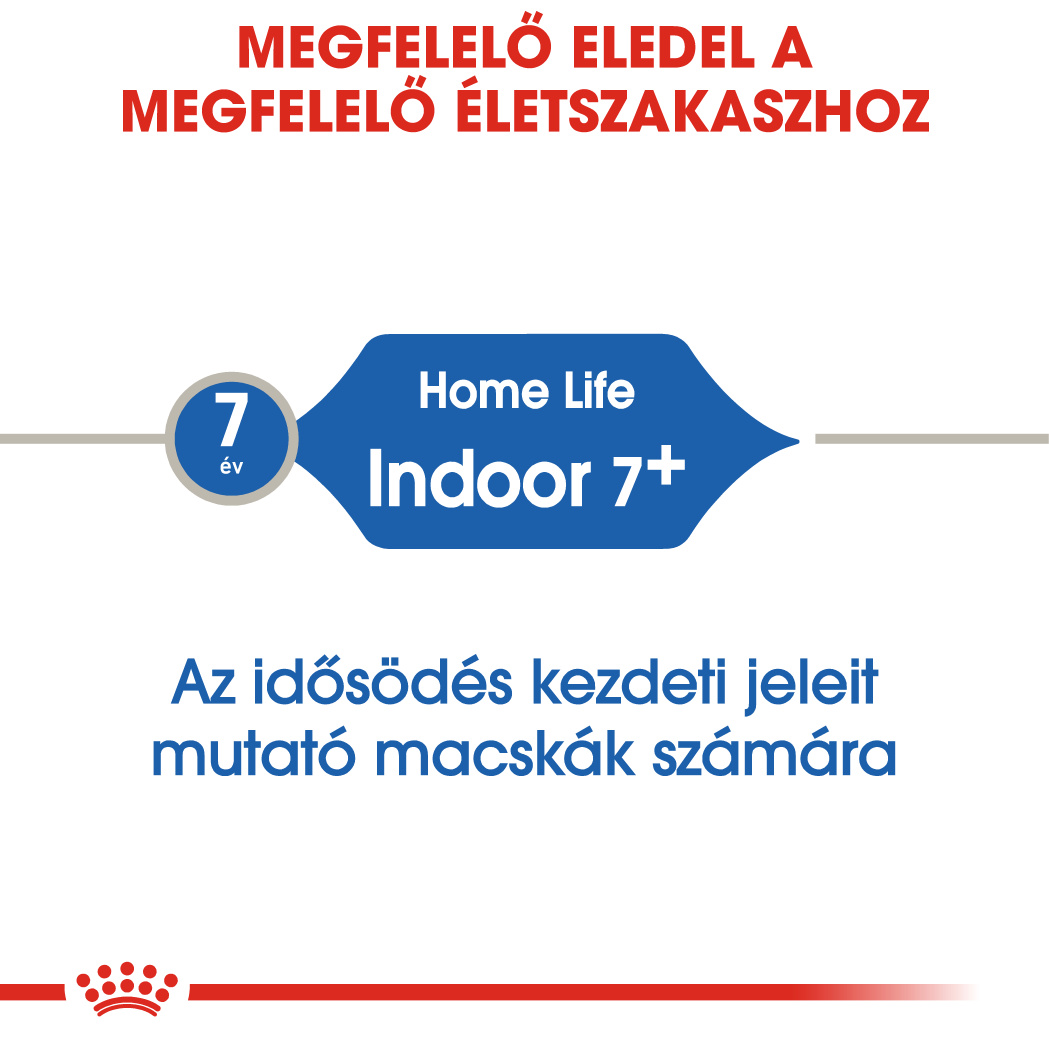 MEGFELELŐ ELEDEL A
MEGFELELŐ ÉLETSZAKASZHOZ
7
év
Home Life
Indoor 7+
Az idősödés kezdeti jeleit
mutató macskák számára